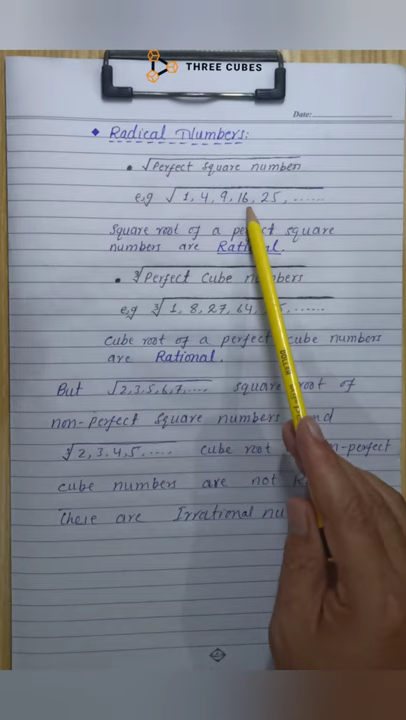 THREE CUBES
Date:
Radical Numbers:
√Perfect square numbers
e.g √1, 4, 9, 16, 25, ......
Square root of a perfect square
numbers are Rational.
∛Perfect Cube numbers
e.g ∛1, 8, 27, 64, ......
Cube root of a perfect cube numbers
are Rational.
But √2,3,5,6,7,.... square root of
non-perfect square numbers
∛2,3,4,5,..... cube root
cube numbers are not
these are Irrational